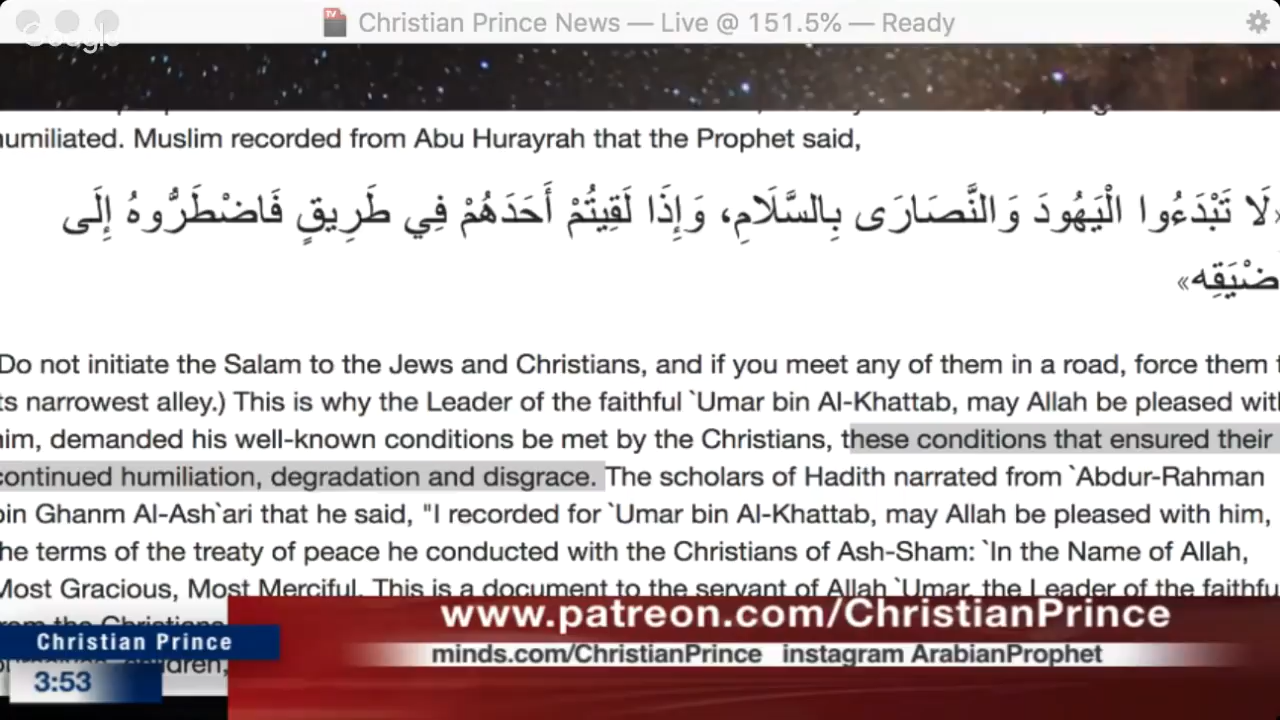 Christian Prince News — Live @ 151.5% — Ready
Google
umiliated. Muslim recorded from Abu Hurayrah that the Prophet said,
«لَا تَبْدَءُوا الْيَهُودَ وَالنَّصَارَى بِالسَّلَامِ، وَإِذَا لَقِيتُمْ أَحَدَهُمْ فِي طَرِيقٍ فَاضْطَرُّوهُ إِلَى
ضْيَقِه»
Do not initiate the Salam to the Jews and Christians, and if you meet any of them in a road, force them t
ts narrowest alley.) This is why the Leader of the faithful `Umar bin Al-Khattab, may Allah be pleased with
him, demanded his well-known conditions be met by the Christians, these conditions that ensured their
continued humiliation, degradation and disgrace. The scholars of Hadith narrated from `Abdur-Rahman
bin Ghanm Al-Ash`ari that he said, "I recorded for `Umar bin Al-Khattab, may Allah be pleased with him,
he terms of the treaty of peace he conducted with the Christians of Ash-Sham: `In the Name of Allah,
Most Gracious, Most Merciful. This is a document to the servant of Allah `Umar, the Leader of the faithful
from the Christians
children,
www.patreon.com/ChristianPrince
Christian Prince
minds.com/ChristianPrince instagram ArabianProphet
3:53